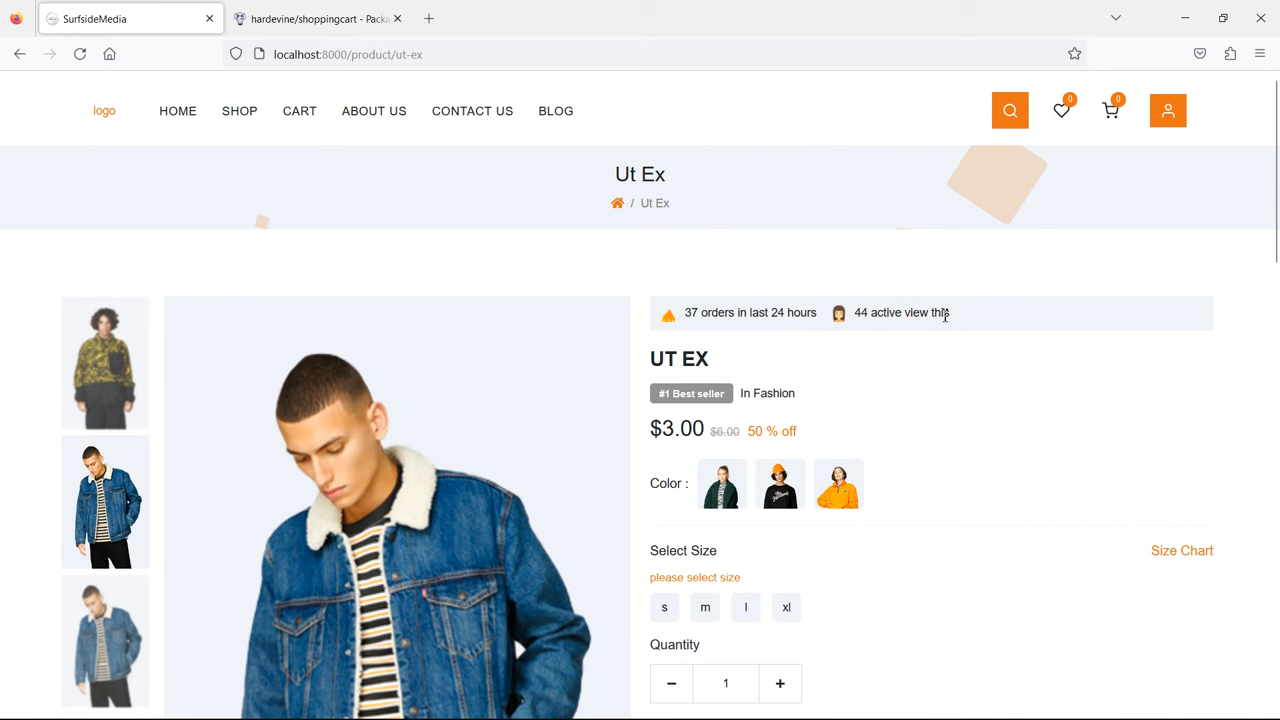 SurfsideMedia
hardevine/shoppingcart - Packa
localhost:8000/product/ut-ex
logo HOME SHOP CART ABOUT US CONTACT US BLOG 0 0
Ut Ex
/ Ut Ex
37 orders in last 24 hours 44 active view this
UT EX
#1 Best seller In Fashion
$3.00 $6.00 50 % off
Color :
Select Size Size Chart
please select size
s m l xl
Quantity
- 1 +